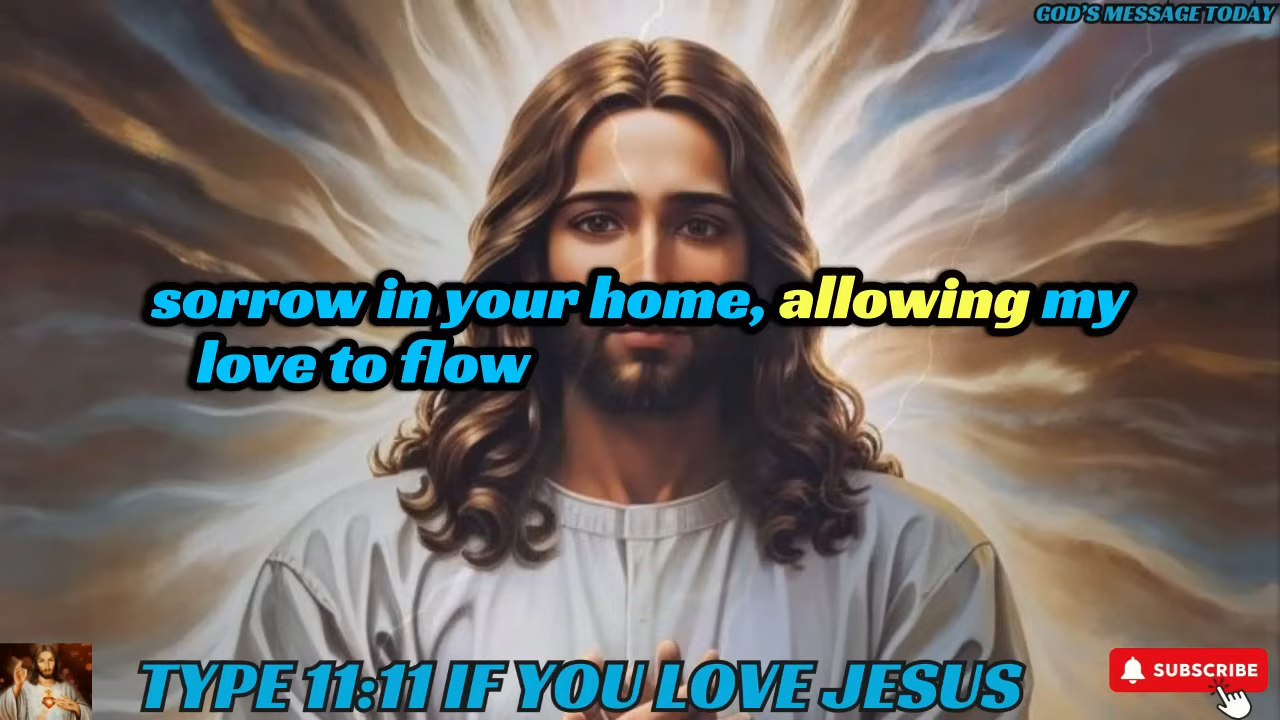 GOD'S MESSAGE TODAY
sorrow in your home, allowing my
love to flow
TYPE 11:11 IF YOU LOVE JESUS
SUBSCRIBE